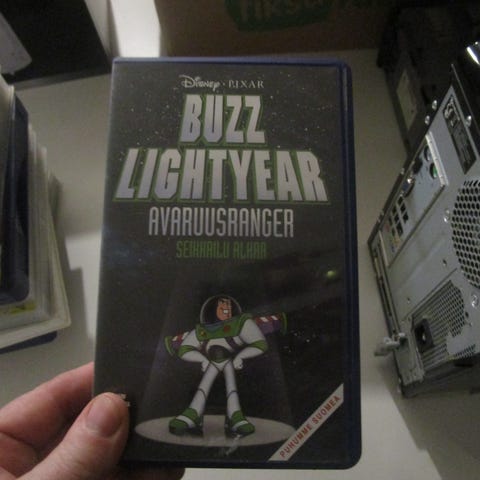 Disney · PIXAR
BUZZ
LIGHTYEAR
AVARUUSRANGER
SEIKKAILU ALKAA
PUHUMME SUOMEA